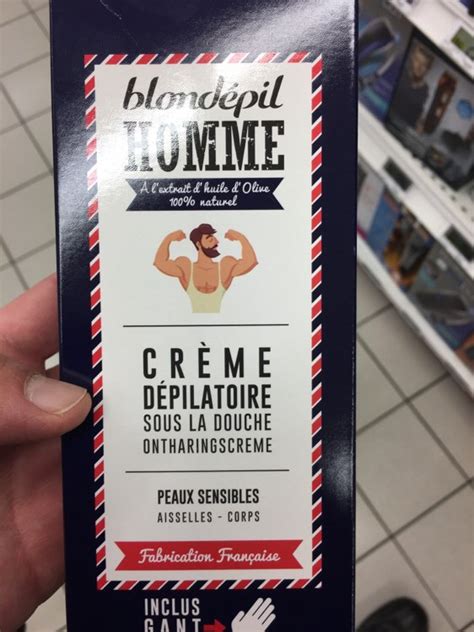 blondépil
HOMME
A l'extrait d'huile d'Olive
100% naturel
CRÈME
DÉPILATOIRE
SOUS LA DOUCHE
ONTHARINGSCREME
PEAUX SENSIBLES
AISSELLES - CORPS
Fabrication Française
INCLUS
GANT